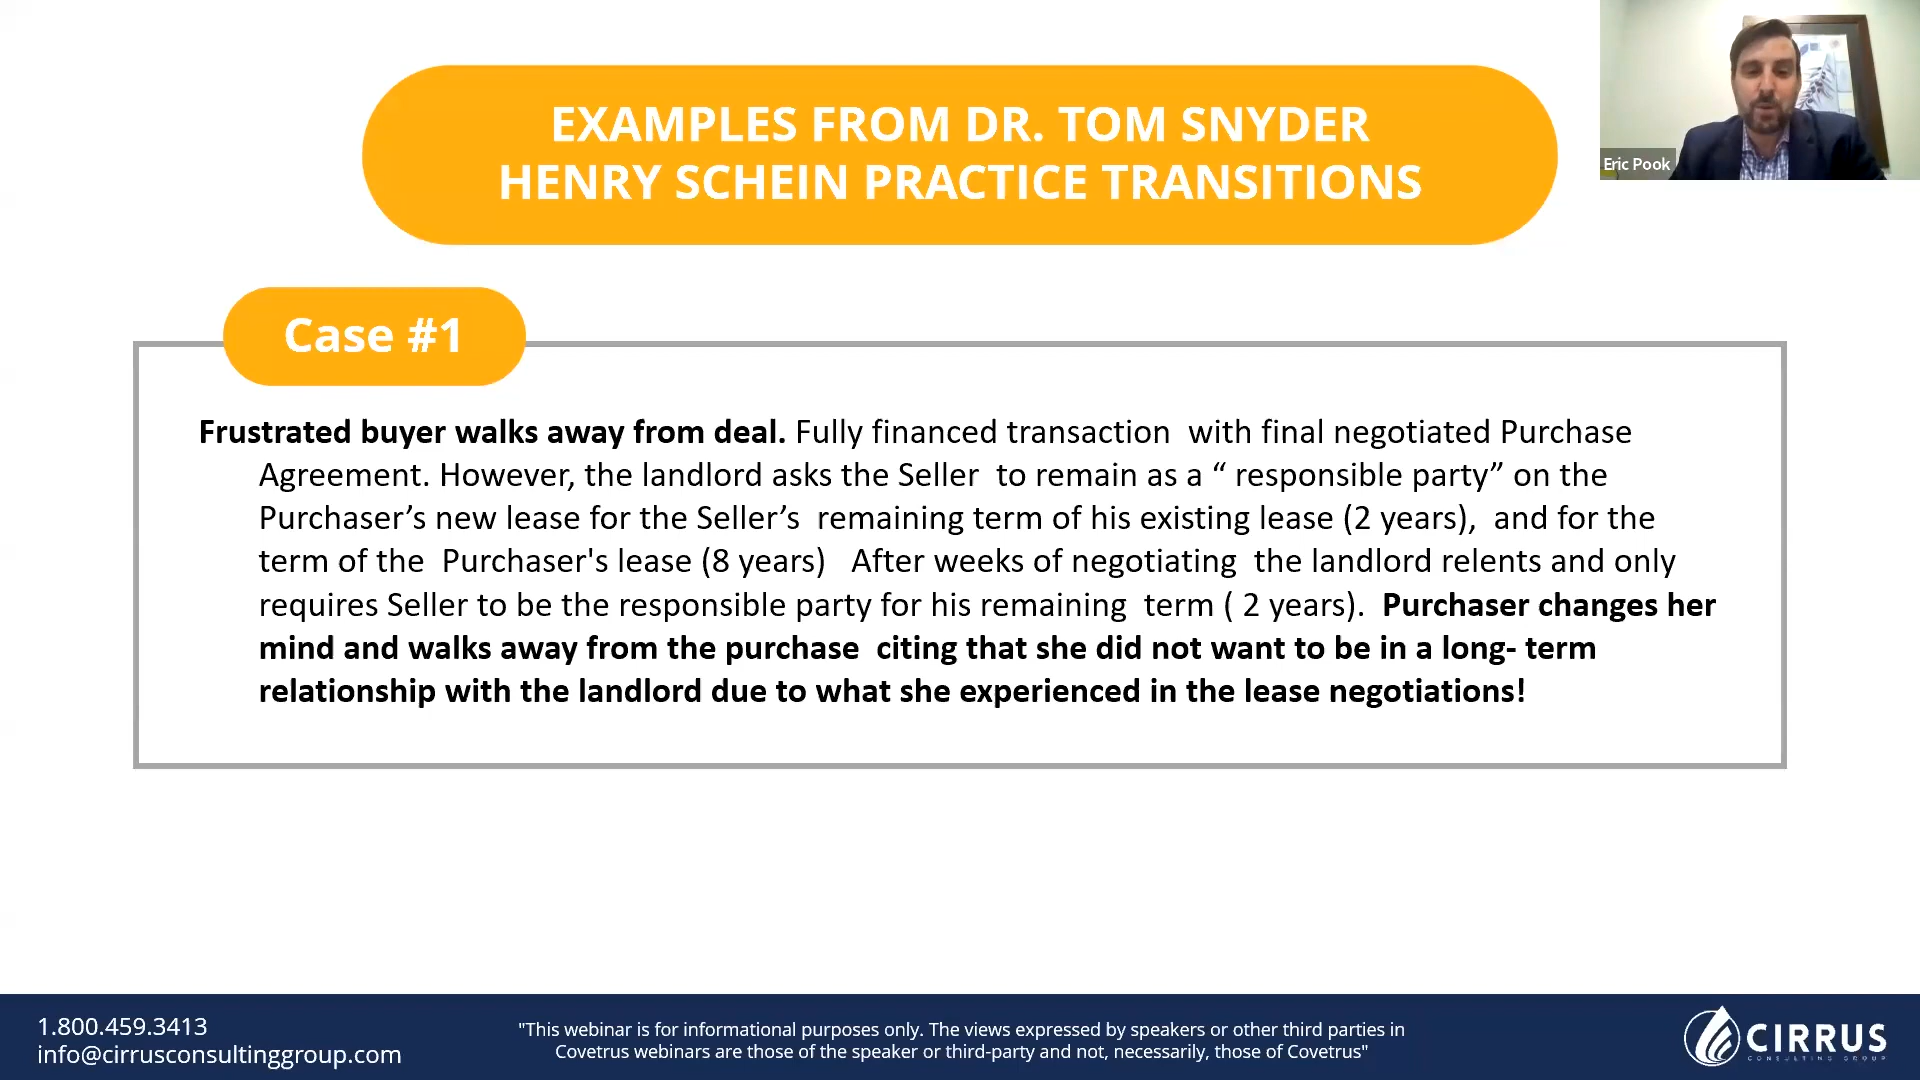 EXAMPLES FROM DR. TOM SNYDER
HENRY SCHEIN PRACTICE TRANSITIONS
Eric Pook
Case #1
Frustrated buyer walks away from deal. Fully financed transaction with final negotiated Purchase
Agreement. However, the landlord asks the Seller to remain as a “ responsible party” on the
Purchaser’s new lease for the Seller’s remaining term of his existing lease (2 years), and for the
term of the Purchaser's lease (8 years) After weeks of negotiating the landlord relents and only
requires Seller to be the responsible party for his remaining term ( 2 years). Purchaser changes her
mind and walks away from the purchase citing that she did not want to be in a long- term
relationship with the landlord due to what she experienced in the lease negotiations!
1.800.459.3413
info@cirrusconsultinggroup.com
"This webinar is for informational purposes only. The views expressed by speakers or other third parties in
Covetrus webinars are those of the speaker or third-party and not, necessarily, those of Covetrus"
CIRRUS
CONSULTING GROUP